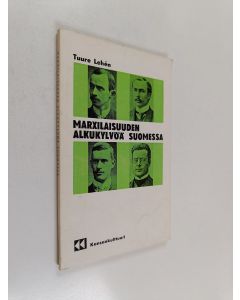 Tuure Lehén
MARXILAISUUDEN
ALKUKYLVÖÄ SUOMESSA
Kansankulttuuri